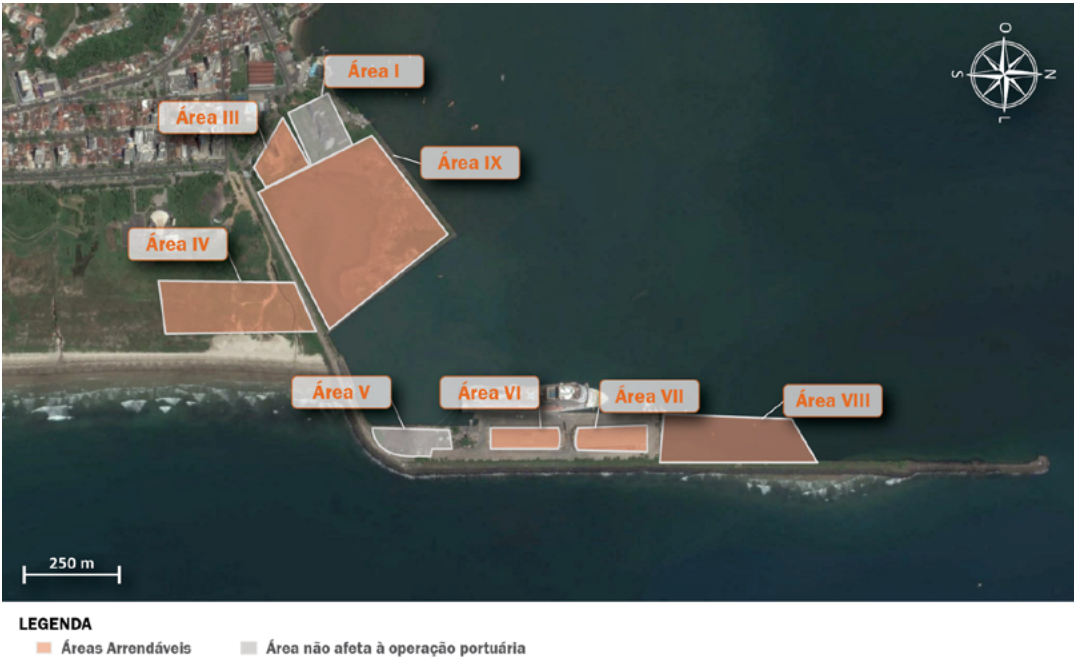 Área I
Área III
Área IX
Área IV
Área V
Área VI
Área VII
Área VIII
O
S
N
L
250 m
LEGENDA
Áreas Arrendáveis
Área não afeta à operação portuária